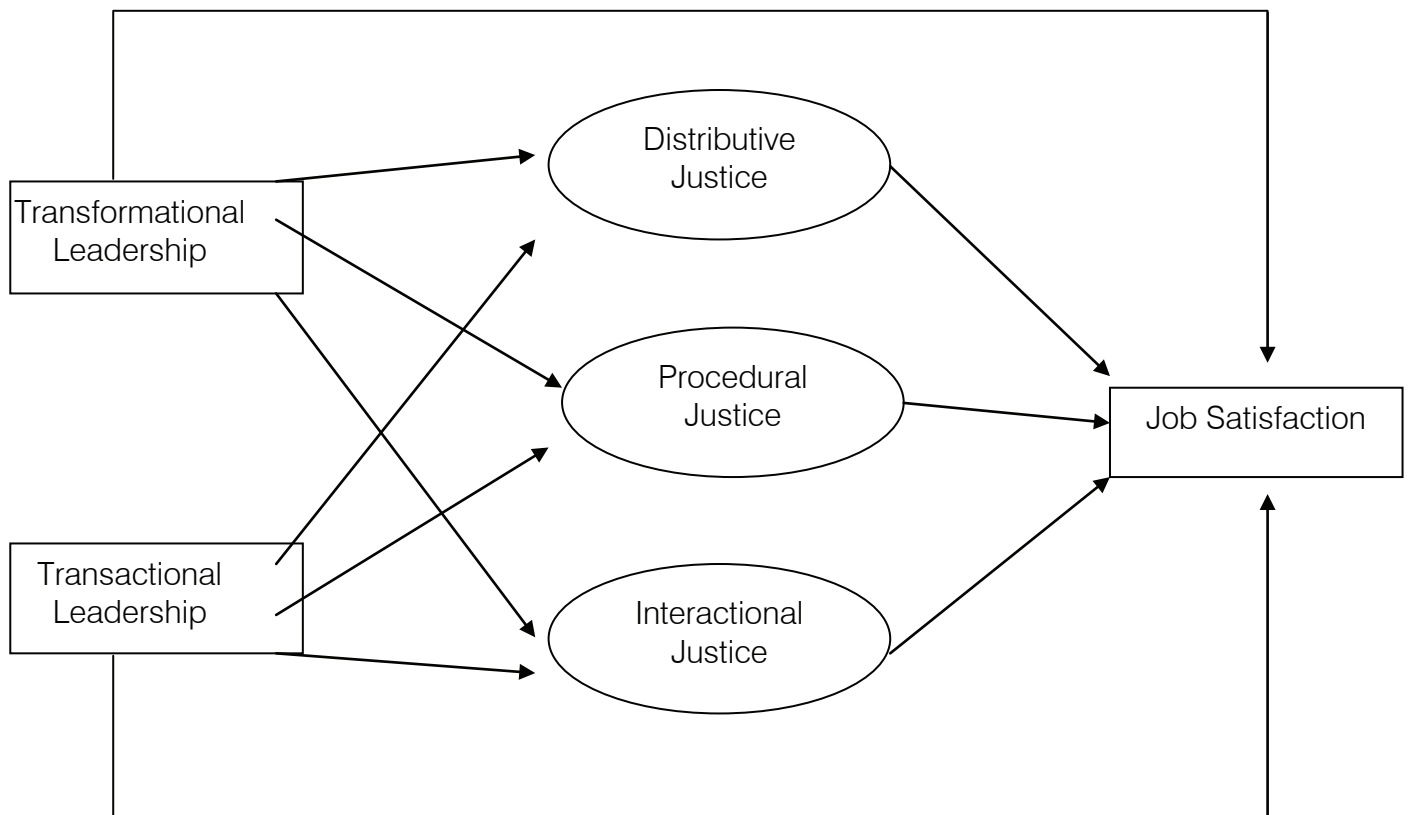 Distributive
Justice
Transformational
Leadership
Procedural
Justice
Job Satisfaction
Transactional
Leadership
Interactional
Justice